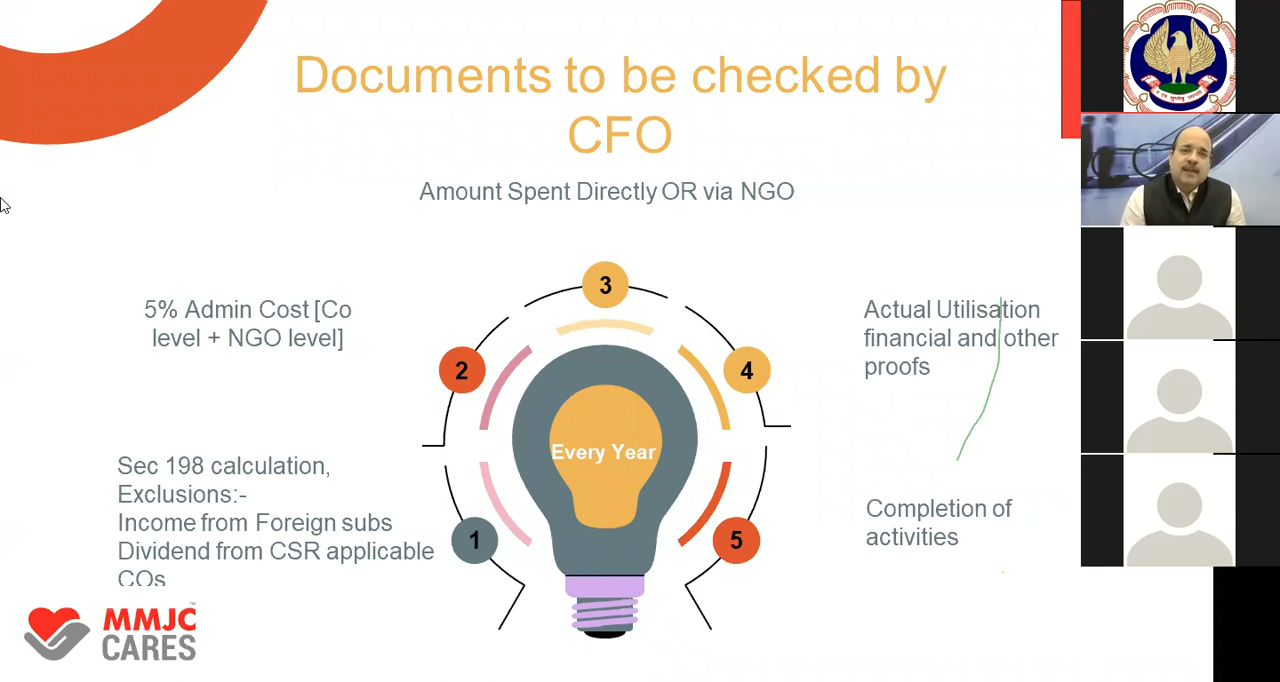 Documents to be checked by
CFO
Amount Spent Directly OR via NGO
3
5% Admin Cost [Co
level + NGO level]
2
4
Actual Utilisation
financial and other
proofs
Every Year
Sec 198 calculation,
Exclusions:-
Income from Foreign subs
Dividend from CSR applicable
COs
1
5
Completion of
activities
MMJC
CARES